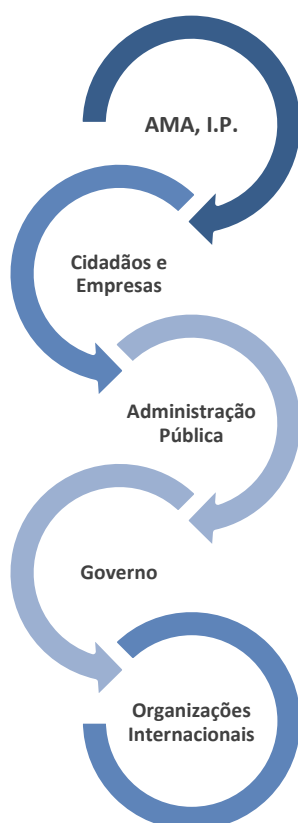 AMA, I.P.
Cidadãos e
Empresas
Administração
Pública
Governo
Organizações
Internacionais